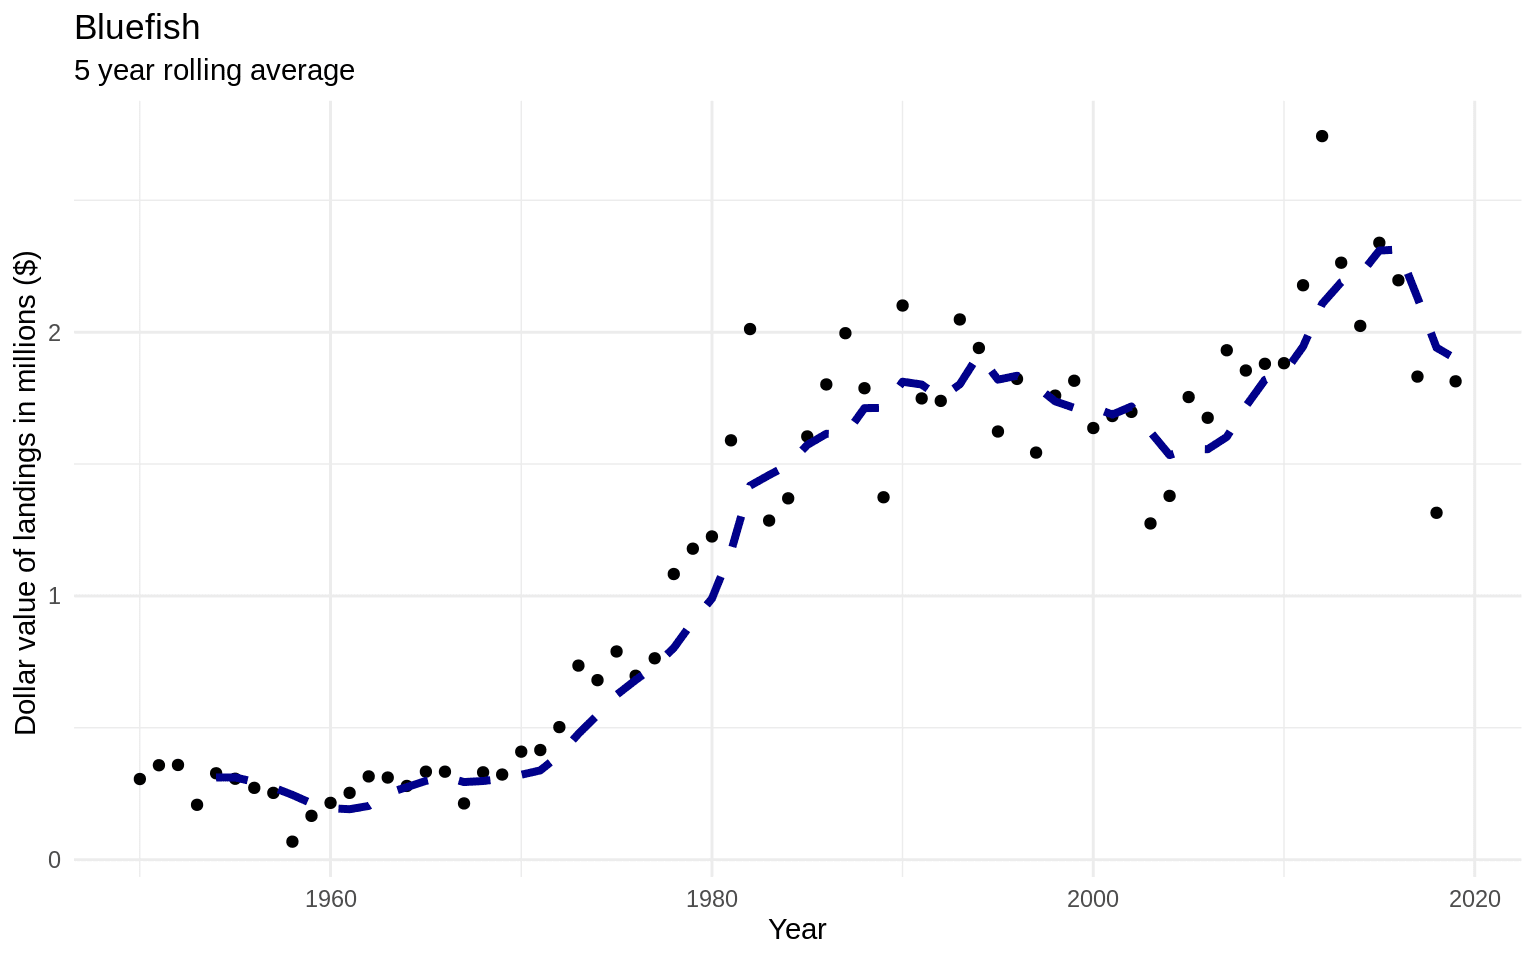 Bluefish
5 year rolling average
Dollar value of landings in millions ($)
2
1
0
1960
1980
2000
2020
Year